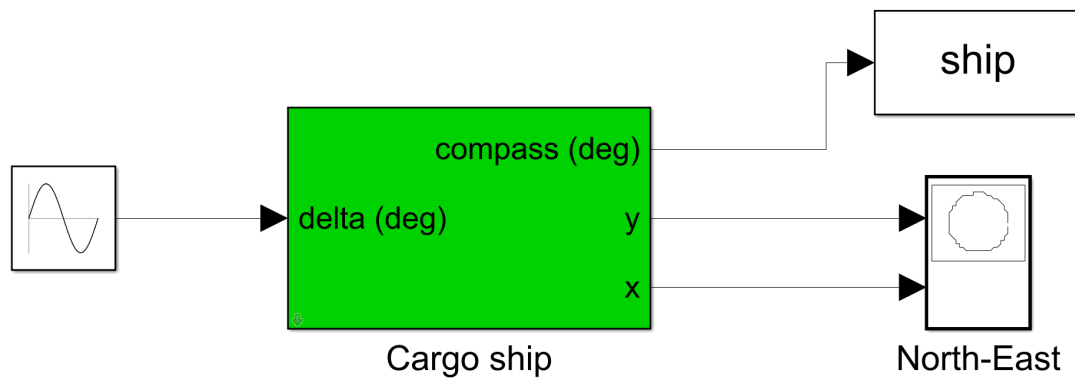 ship
compass (deg)
delta (deg)
y
x
Cargo ship
North-East